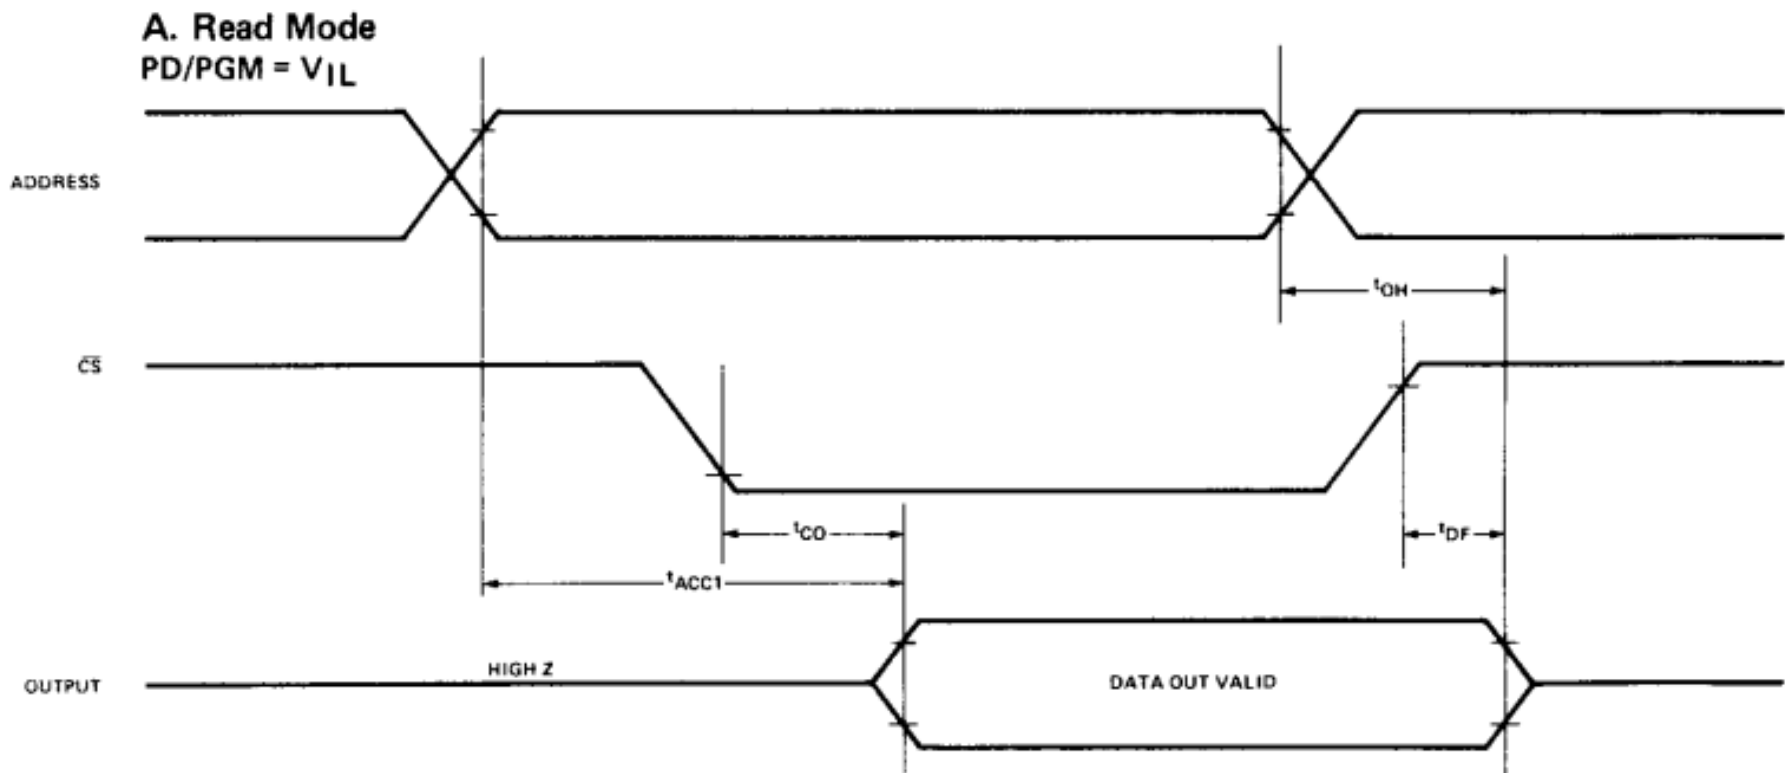 A. Read Mode
PD/PGM = VIL
ADDRESS
tOH
CS
tCO
tDF
tACC1
HIGH Z
OUTPUT
DATA OUT VALID